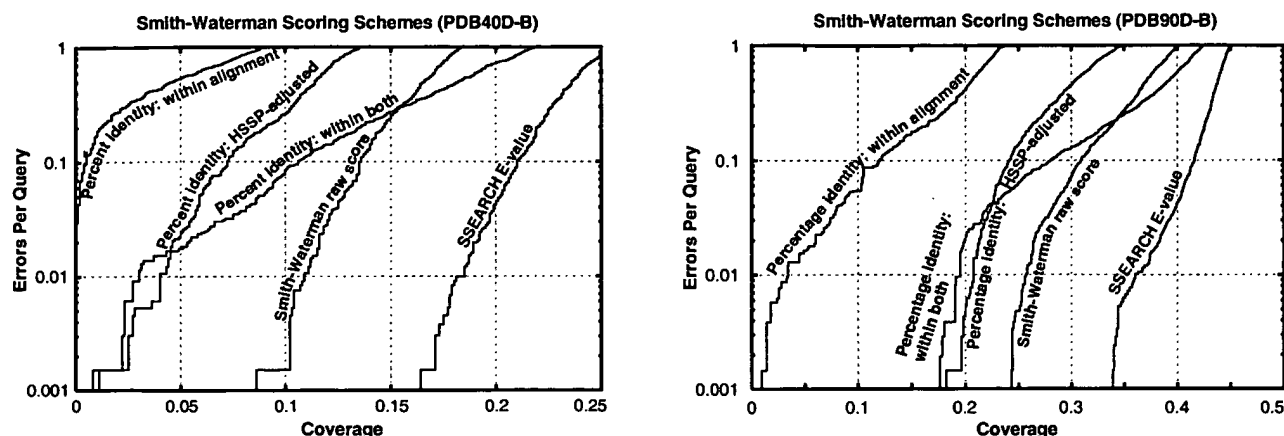 Smith-Waterman Scoring Schemes (PDB40D-B)
Errors Per Query
1
0.1
0.01
0.001
Percent Identity: within alignment
Percent Identity: HSSP-adjusted
Percent Identity: within both
Smith-Waterman raw score
SSEARCH E-value
0
0.05
0.1
0.15
0.2
0.25
Coverage
Smith-Waterman Scoring Schemes (PDB90D-B)
Errors Per Query
1
0.1
0.01
0.001
Percentage identity: within alignment
Percentage identity:
within both
Percentage identity: HSSP-adjusted
Smith-Waterman raw score
SSEARCH E-value
0
0.1
0.2
0.3
0.4
0.5
Coverage